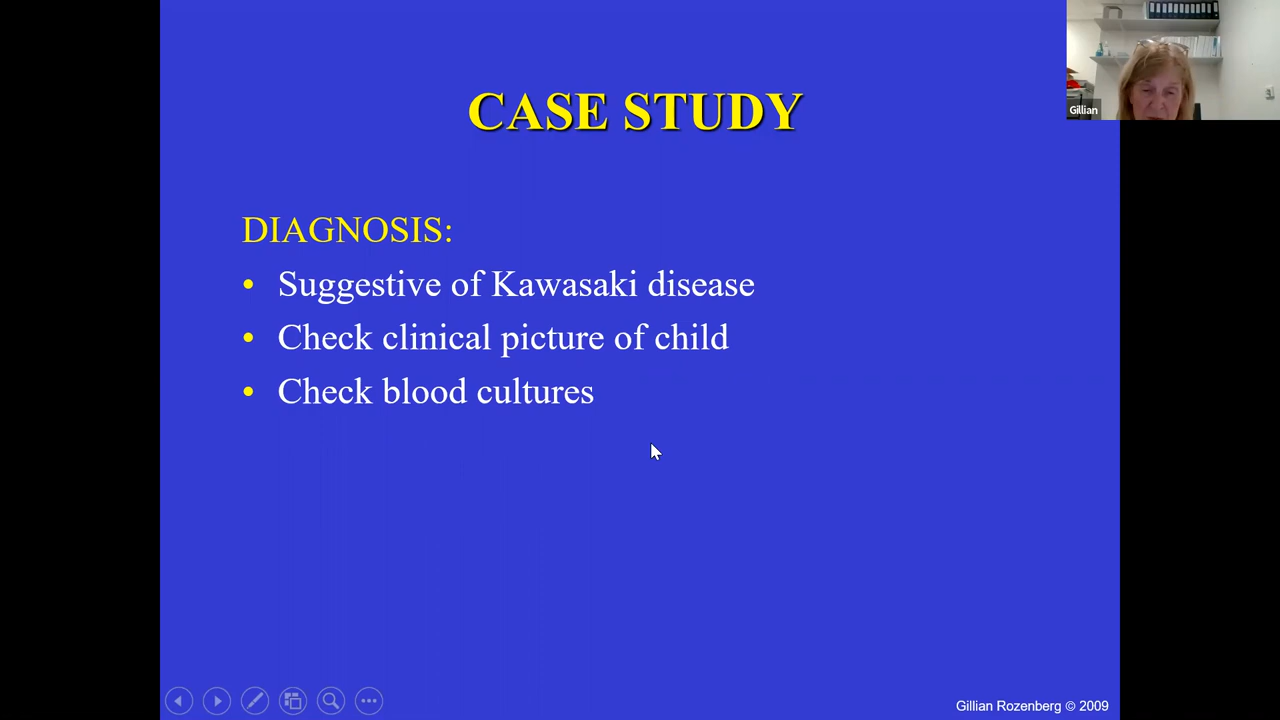 CASE STUDY
Gillian
DIAGNOSIS:
• Suggestive of Kawasaki disease
• Check clinical picture of child
• Check blood cultures
Gillian Rozenberg © 2009